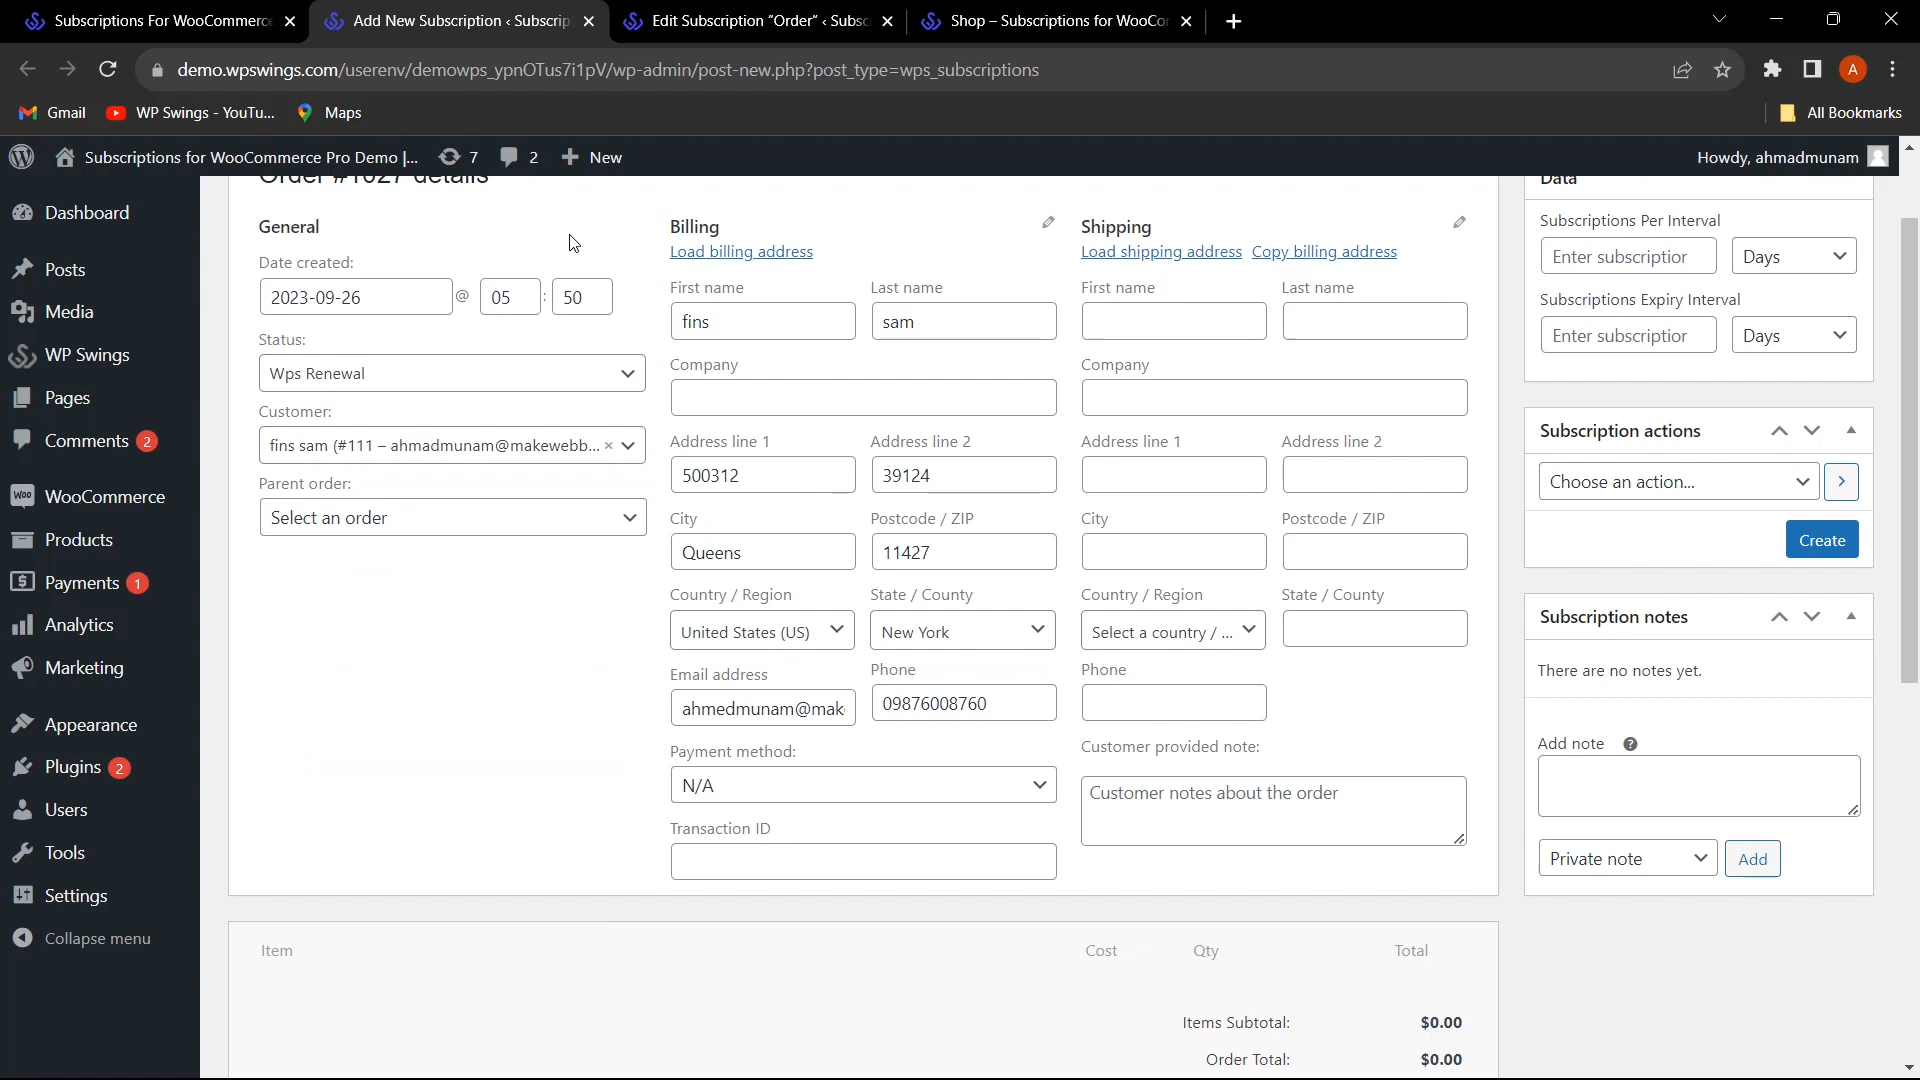 Subscriptions For WooCommerce
Add New Subscription ‹ Subscrip
Edit Subscription "Order" ‹ Subsc
Shop – Subscriptions for WooCor
demo.wpswings.com/userenv/demowps_ypnOTus7i1pV/wp-admin/post-new.php?post_type=wps_subscriptions
A
Gmail
WP Swings - YouTu...
Maps
All Bookmarks
Subscriptions for WooCommerce Pro Demo |...
7
2
New
Howdy, ahmadmunam
Order #1027 details
Data
Dashboard
Posts
Media
WP Swings
Pages
Comments 2
WooCommerce
Products
Payments 1
Analytics
Marketing
Appearance
Plugins 2
Users
Tools
Settings
Collapse menu
General
Date created:
2023-09-26 @ 05 : 50
Status:
Wps Renewal
Customer:
fins sam (#111 – ahmadmunam@makewebb... ×
Parent order:
Select an order
Billing
Load billing address
First name Last name
fins sam
Company
Address line 1 Address line 2
500312 39124
City Postcode / ZIP
Queens 11427
Country / Region State / County
United States (US) New York
Email address Phone
ahmedmunam@mak 09876008760
Payment method:
N/A
Transaction ID
Shipping
Load shipping address Copy billing address
First name Last name
Company
Address line 1 Address line 2
City Postcode / ZIP
Country / Region State / County
Select a country / ...
Phone
Customer provided note:
Customer notes about the order
Subscriptions Per Interval
Enter subscription Days
Subscriptions Expiry Interval
Enter subscription Days
Subscription actions
Choose an action...
Create
Subscription notes
There are no notes yet.
Add note ?
Private note Add
Item Cost Qty Total
Items Subtotal: $0.00
Order Total: $0.00